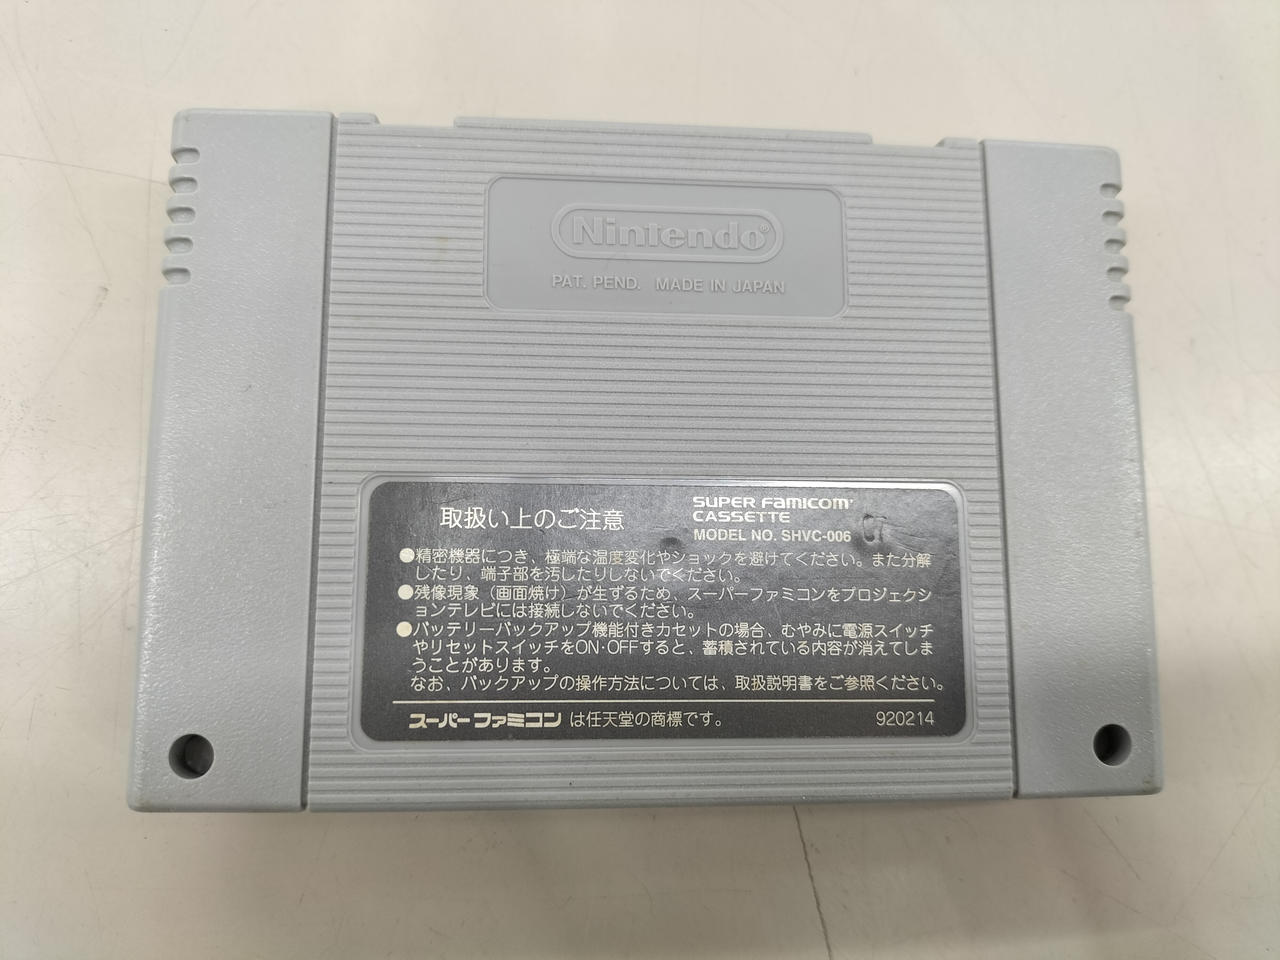 Nintendo®
PAT. PEND. MADE IN JAPAN
取扱い上のご注意
SUPER FAMICOM
CASSETTE
MODEL NO. SHVC-006
●精密機器につき、極端な温度変化やショックを避けてください。また分解
したり、端子部を汚したりしないでください。
●残像現象（画面焼け）が生ずるため、スーパーファミコンをプロジェクシ
ョンテレビには接続しないでください。
●バッテリーバックアップ機能付きカセットの場合、むやみに電源スイッチ
やリセットスイッチをON·OFFすると、蓄積されている内容が消えてしま
うことがあります。
なお、バックアップの操作方法については、取扱説明書をご参照ください。
スーパーファミコンは任天堂の商標です。 920214